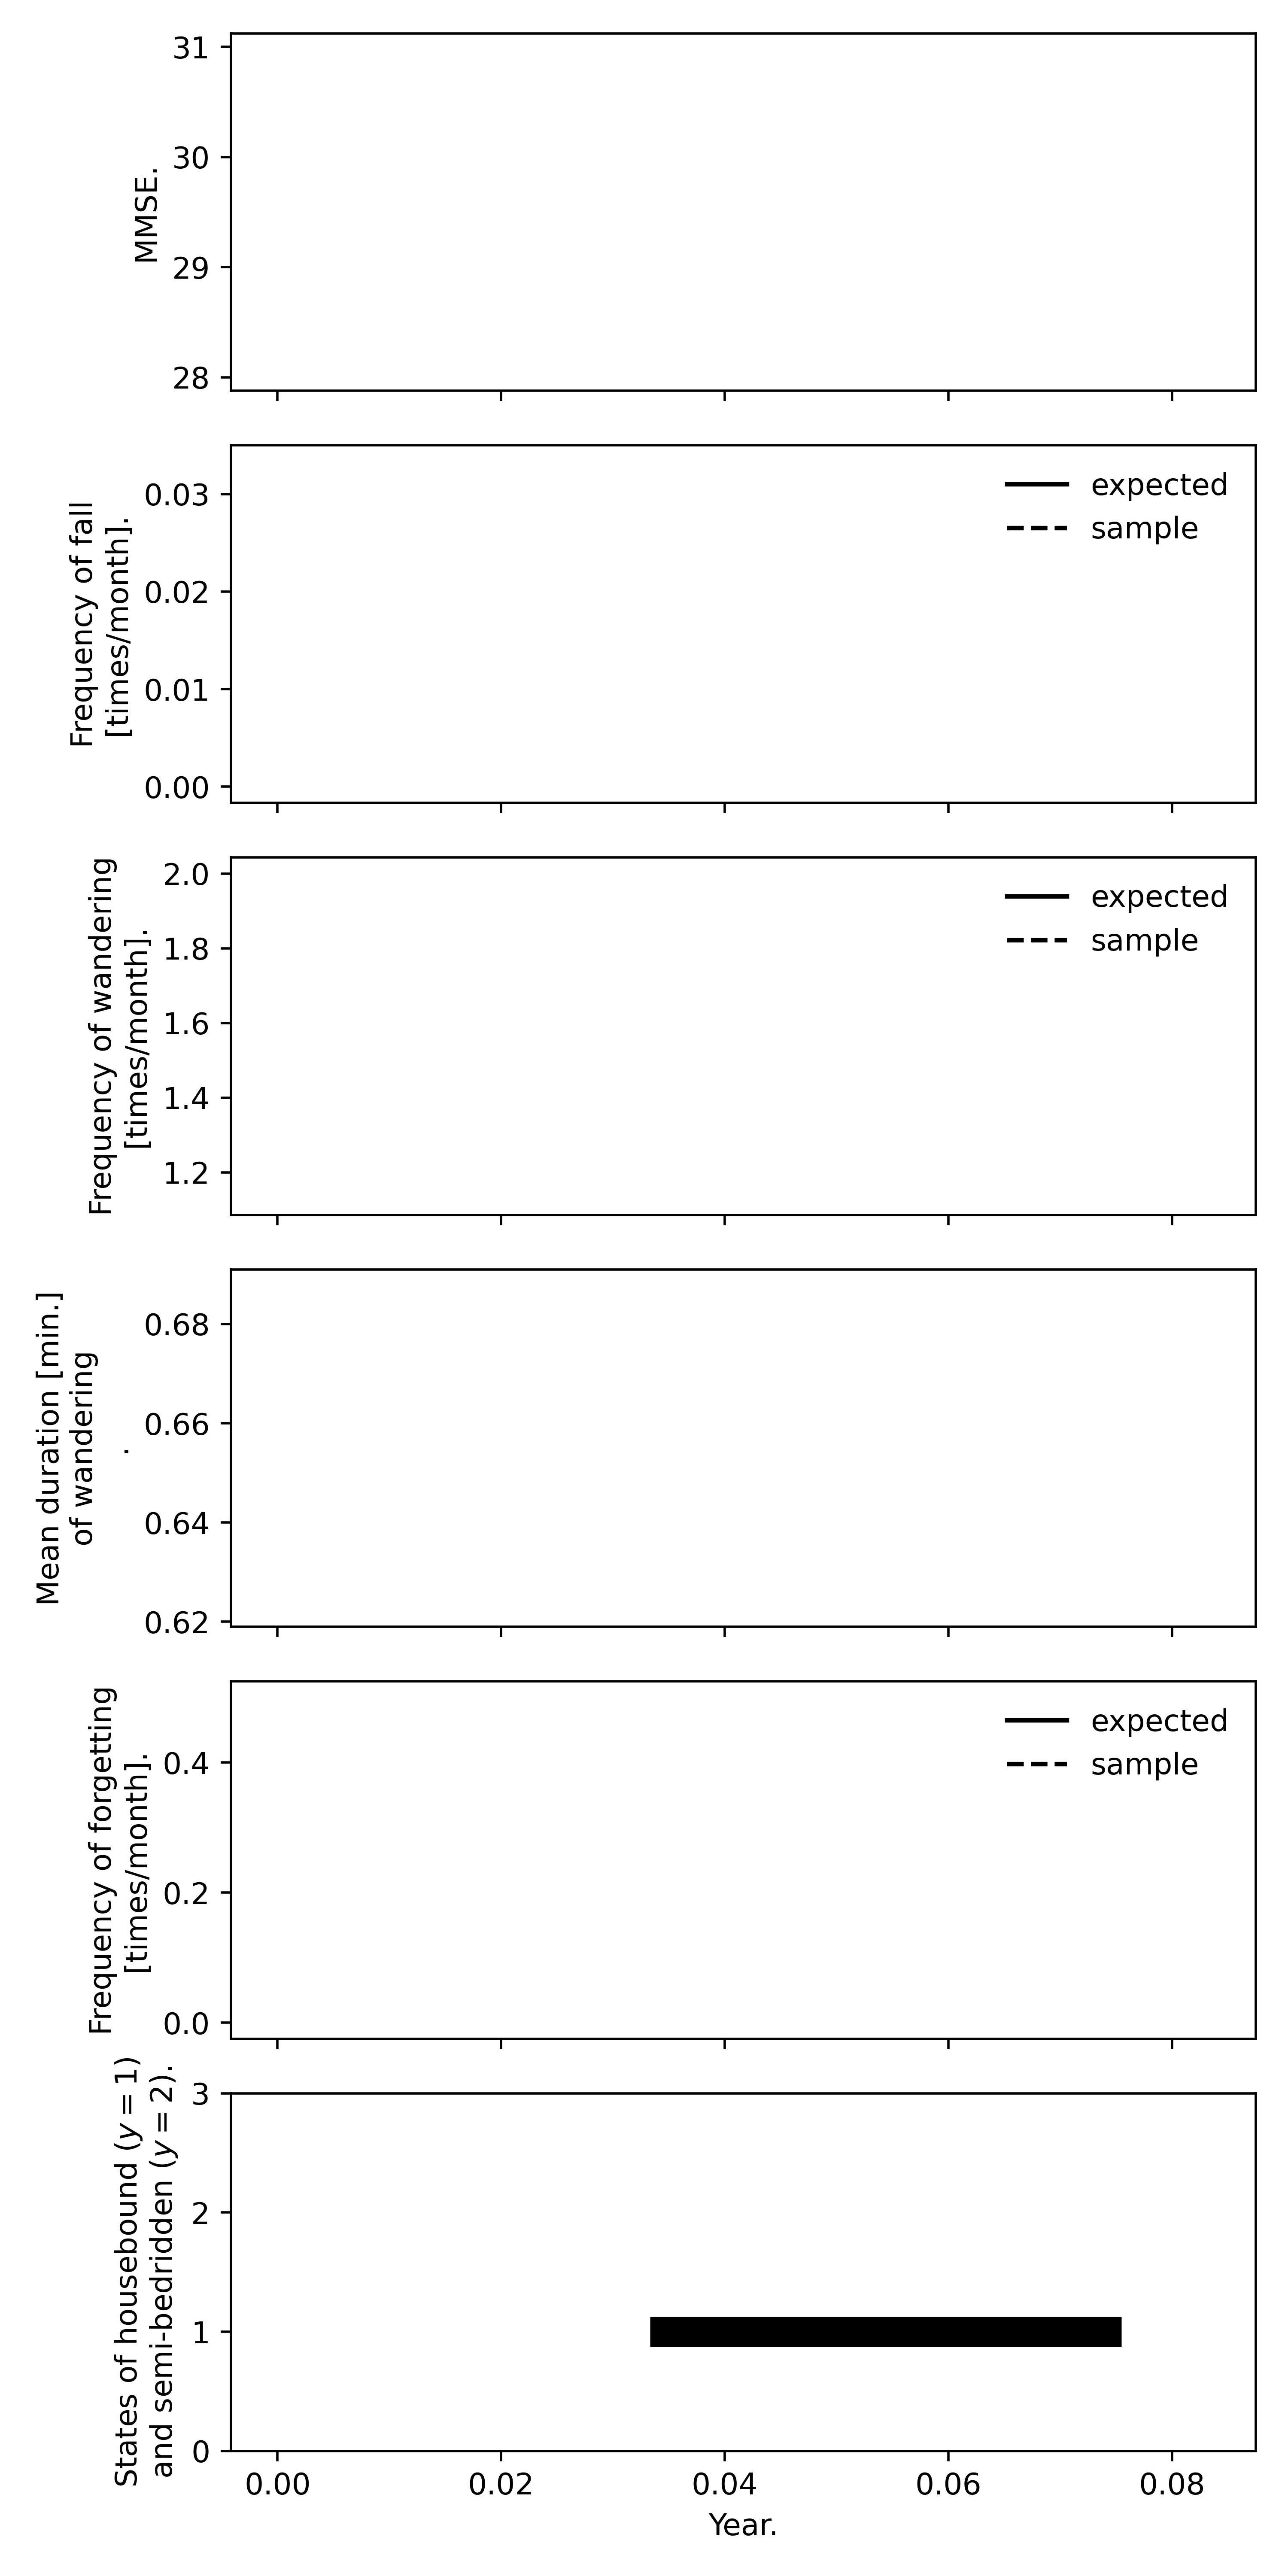 MMSE.
31
30
29
28
Frequency of fall
[times/month].
0.03
0.02
0.01
0.00
expected
sample
Frequency of wandering
[times/month].
2.0
1.8
1.6
1.4
1.2
expected
sample
Mean duration [min.]
of wandering
.
0.68
0.66
0.64
0.62
Frequency of forgetting
[times/month].
0.4
0.2
0.0
expected
sample
States of housebound (y = 1)
and semi-bedridden (y = 2).
3
2
1
0
0.00 0.02 0.04 0.06 0.08
Year.